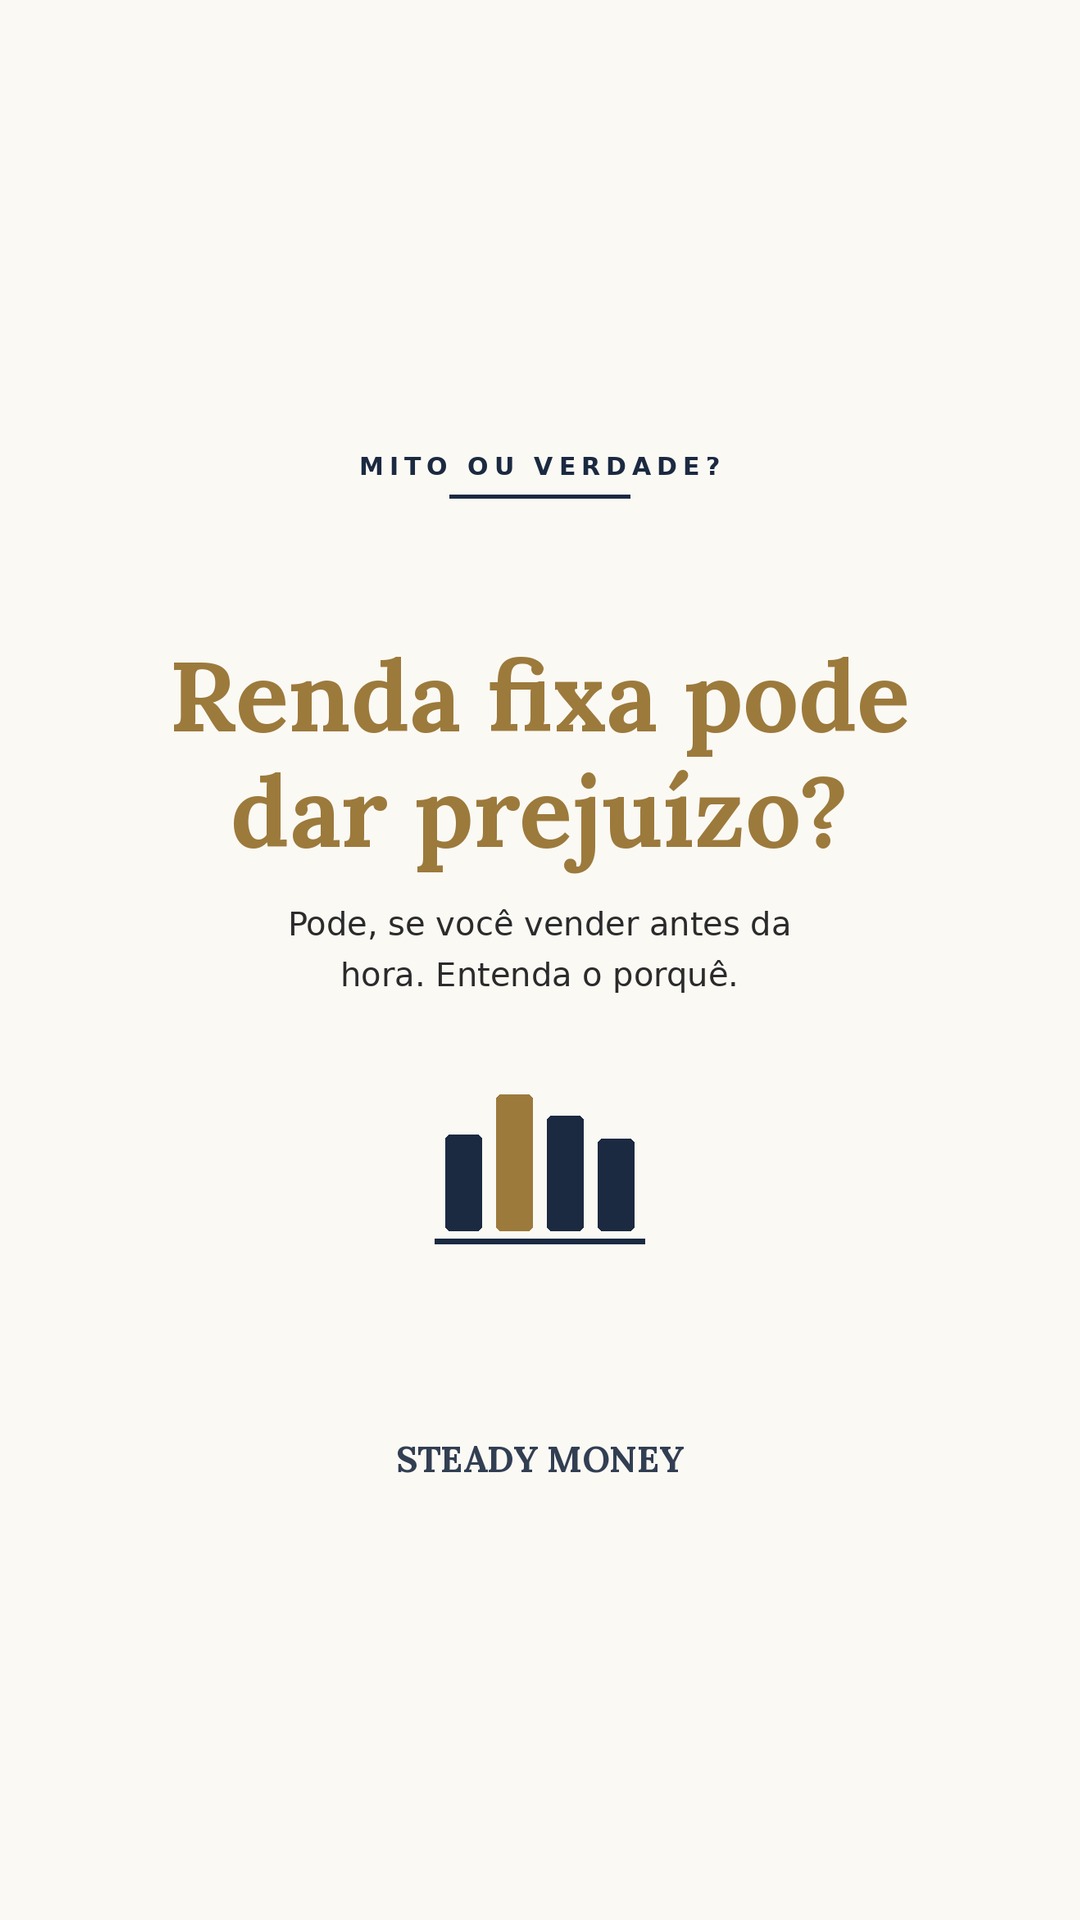 MITO OU VERDADE?
Renda fixa pode
dar prejuízo?
Pode, se você vender antes da
hora. Entenda o porquê.
STEADY MONEY